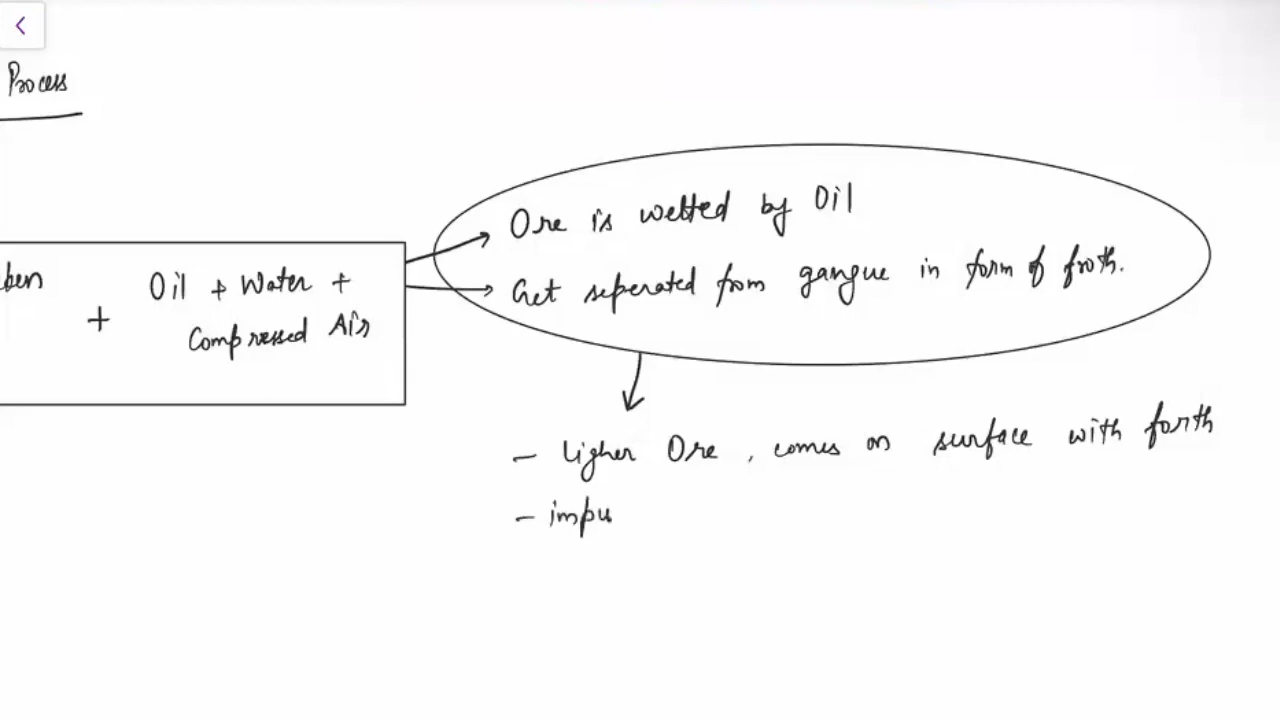 Process
Ore is wetted by Oil
Get seperated from gangue in form of froth.
Oil + Water +
+
Compressed Air
- ligher Ore, comes on surface with forth
- impu